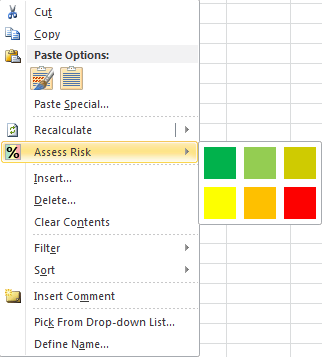 Cut
Copy
Paste Options:
Paste Special...
Recalculate
% Assess Risk
Insert...
Delete...
Clear Contents
Filter
Sort
Insert Comment
Pick From Drop-down List...
Define Name...